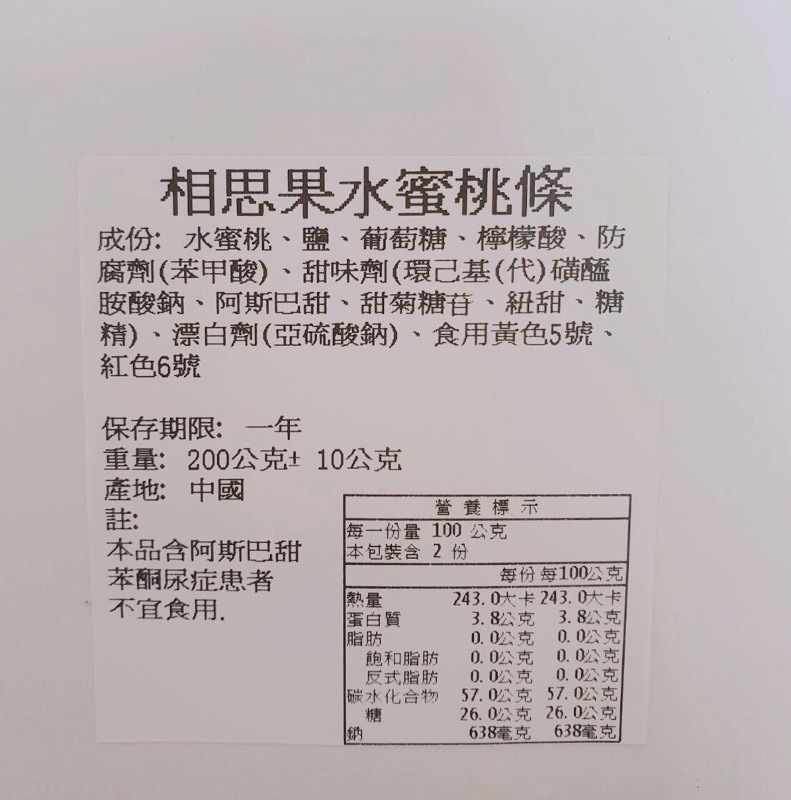 相思果水蜜桃條
成份: 水蜜桃、鹽、葡萄糖、檸檬酸、防
腐劑(苯甲酸)、甜味劑(環己基(代)磺醯
胺酸鈉、阿斯巴甜、甜菊糖苷、紐甜、糖
精)、漂白劑(亞硫酸鈉)、食用黃色5號、
紅色6號
保存期限: 一年
重量: 200公克± 10公克
產地: 中國
註:
本品含阿斯巴甜
苯酮尿症患者
不宜食用.
營養標示
每一份量 100 公克
本包裝含 2 份
每份 每100公克
熱量 243.0大卡 243.0大卡
蛋白質 3.8公克 3.8公克
脂肪 0.0公克 0.0公克
飽和脂肪 0.0公克 0.0公克
反式脂肪 0.0公克 0.0公克
碳水化合物 57.0公克 57.0公克
糖 26.0公克 26.0公克
鈉 638毫克 638毫克